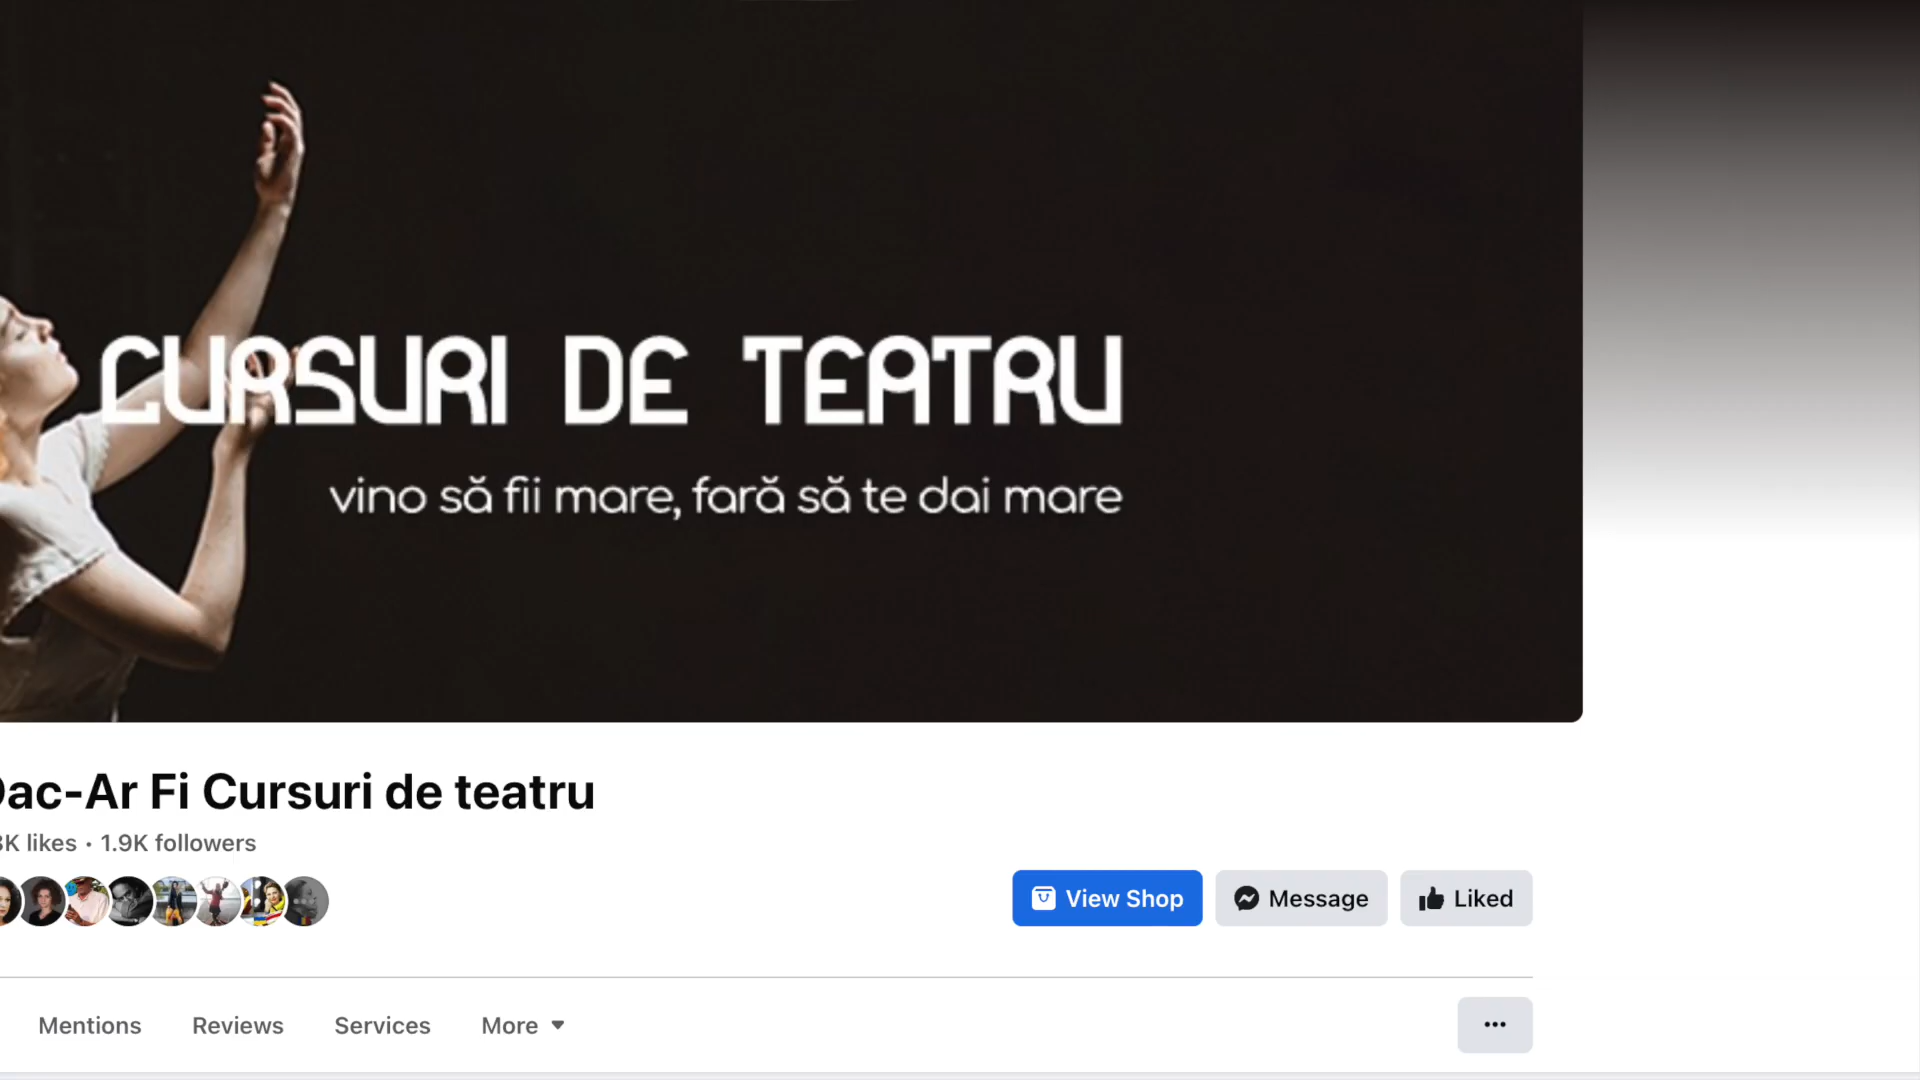 CURSURI DE TEATRU
vino să fii mare, fară să te dai mare
Dac-Ar Fi Cursuri de teatru
K likes · 1.9K followers
View Shop
Message
Liked
Mentions
Reviews
Services
More